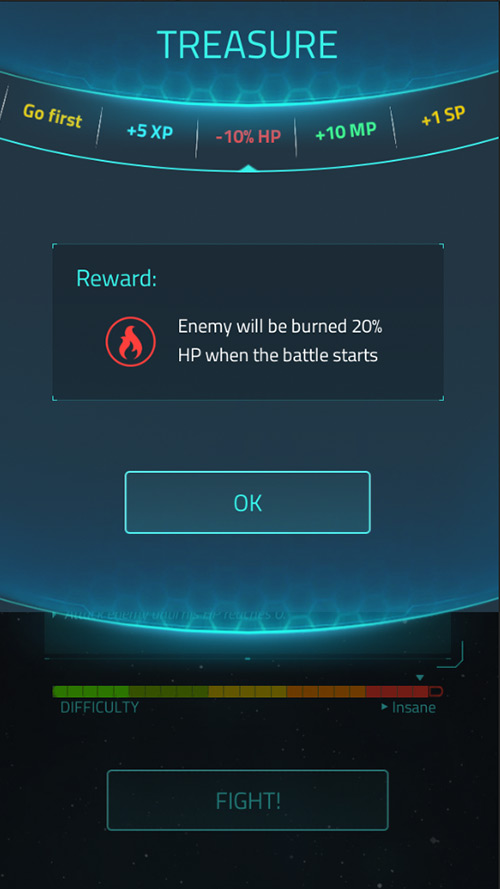 TREASURE
Go first
+5 XP
-10% HP
+10 MP
+1 SP
Reward:
Enemy will be burned 20%
HP when the battle starts
OK
DIFFICULTY
Insane
FIGHT!